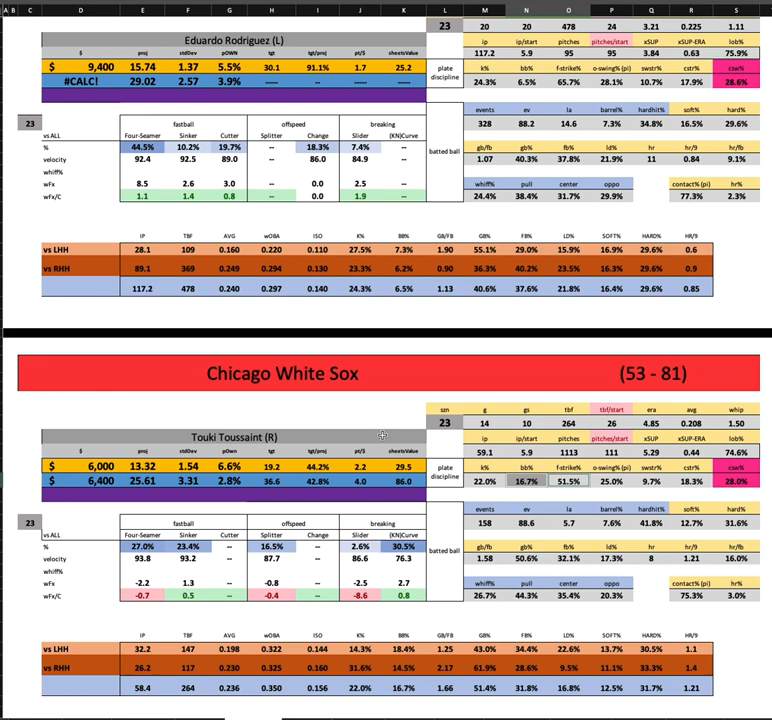 A B C D E F G H I J K L M N O P Q R S
23 20 20 478 24 3.21 0.225 1.11
Eduardo Rodriguez (L) ip ip/start pitches pitches/start xSUP xSUP-ERA lob%
$ proj stdDev pOWN tgt tgt/proj pt/$ sheetsValue 117.2 5.9 95 95 3.84 0.63 75.9%
$ 9,400 15.74 1.37 5.5% 30.1 91.1% 1.7 25.2 plate discipline k% bb% f-strike% o-swing% (pi) swstr% cstr% csw%
#CALC! 29.02 2.57 3.9% ---- ---- ---- ---- 24.3% 6.5% 65.7% 28.1% 10.7% 17.9% 28.6%
events ev la barrel% hardhit% soft% hard%
23 fastball offspeed breaking 328 88.2 14.6 7.3% 34.8% 16.5% 29.6%
vs ALL Four-Seamer Sinker Cutter Splitter Change Slider (KN)Curve
% 44.5% 10.2% 19.7% -- 18.3% 7.4% -- batted ball gb/fb gb% fb% ld% hr hr/9 hr/fb
velocity 92.4 92.5 89.0 -- 86.0 84.9 -- 1.07 40.3% 37.8% 21.9% 11 0.84 9.1%
whiff%
wFx 8.5 2.6 3.0 0.0 2.5 -- whiff% pull center oppo contact% (pi) hr%
wFx/C 1.1 1.4 0.8 -- 0.0 1.9 -- 24.4% 38.4% 31.7% 29.9% 77.3% 2.3%
IP TBF AVG wOBA ISO K% BB% GB/FB GB% FB% LD% SOFT% HARD% HR/9
vs LHH 28.1 109 0.160 0.220 0.110 27.5% 7.3% 1.90 55.1% 29.0% 15.9% 16.9% 29.6% 0.6
vs RHH 89.1 369 0.249 0.294 0.130 23.3% 6.2% 0.90 36.3% 40.2% 23.5% 16.3% 29.6% 0.9
117.2 478 0.240 0.297 0.140 24.3% 6.5% 1.13 40.6% 37.6% 21.8% 16.4% 29.6% 0.85
Chicago White Sox (53 - 81)
szn g gs tbf tbf/start era avg whip
23 14 10 264 26 4.85 0.208 1.50
Touki Toussaint (R) ip ip/start pitches pitches/start xSUP xSUP-ERA lob%
$ proj stdDev pOwn tgt tgt/proj pt/$ sheetsValue 59.1 5.9 1113 111 5.29 0.44 74.6%
$ 6,000 13.32 1.54 6.6% 19.2 44.2% 2.2 29.5 plate discipline k% bb% f-strike% o-swing% (pi) swstr% cstr% csw%
$ 6,400 25.61 3.31 2.8% 36.6 42.8% 4.0 86.0 22.0% 16.7% 51.5% 25.0% 9.7% 18.3% 28.0%
events ev la barrel% hardhit% soft% hard%
23 fastball offspeed breaking 158 88.6 5.7 7.6% 41.8% 12.7% 31.6%
vs ALL Four-Seamer Sinker Cutter Splitter Change Slider (KN)Curve
% 27.0% 23.4% -- 16.5% -- 2.6% 30.5% batted ball gb/fb gb% fb% ld% hr hr/9 hr/fb
velocity 93.8 93.2 -- 87.7 -- 86.6 76.3 1.58 50.6% 32.1% 17.3% 8 1.21 16.0%
whiff%
wFx -2.2 1.3 -- -0.8 -- -2.5 2.7 whiff% pull center oppo contact% (pi) hr%
wFx/C -0.7 0.5 -- -0.4 -- -8.6 0.8 26.7% 44.3% 35.4% 20.3% 75.3% 3.0%
IP TBF AVG wOBA ISO K% BB% GB/FB GB% FB% LD% SOFT% HARD% HR/9
vs LHH 32.2 147 0.198 0.322 0.144 14.3% 18.4% 1.25 43.0% 34.4% 22.6% 13.7% 30.5% 1.1
vs RHH 26.2 117 0.230 0.325 0.160 31.6% 14.5% 2.17 61.9% 28.6% 9.5% 11.1% 33.3% 1.4
58.4 264 0.236 0.350 0.156 22.0% 16.7% 1.66 51.4% 31.8% 16.8% 12.5% 31.7% 1.21